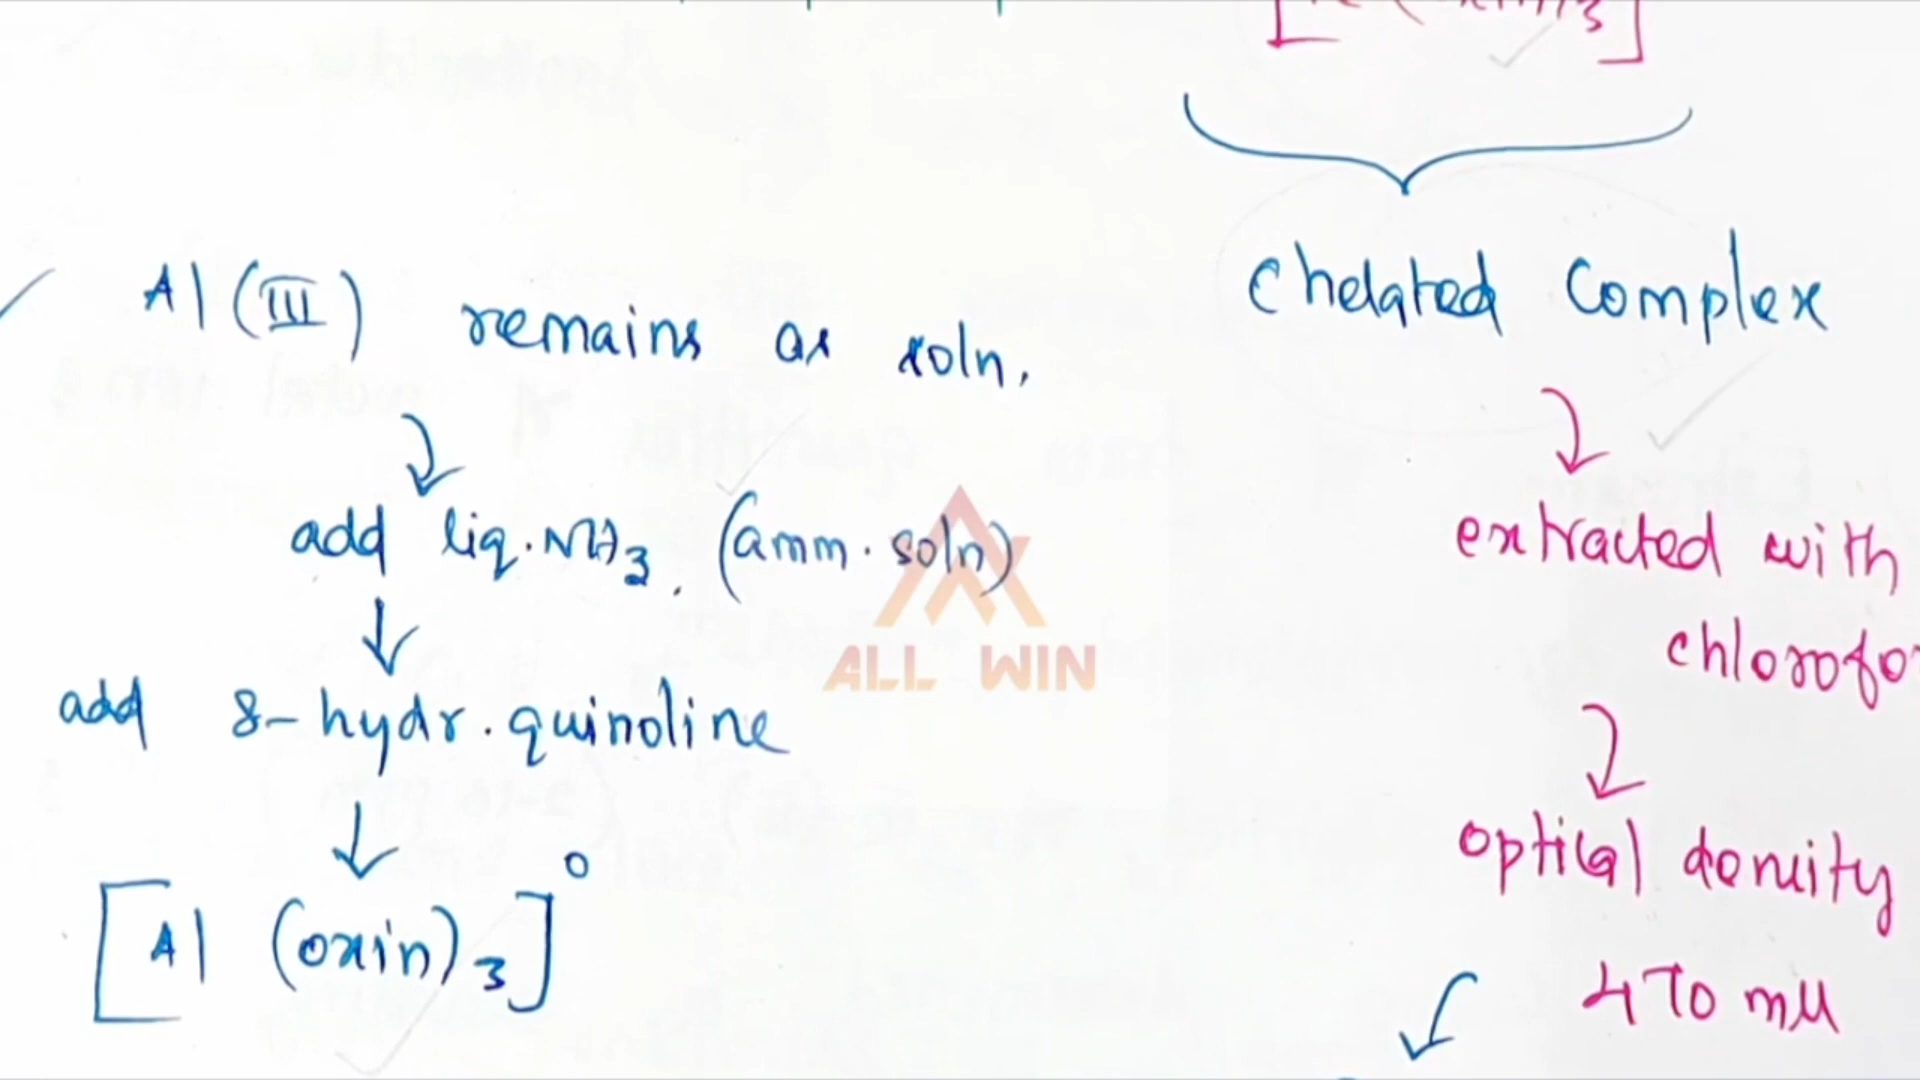 Chelated Complex
Al (III) remains as soln.
add liq. NH3. (amm. soln)
extracted with
chlorofo
add 8-hydr. quinoline
optical density
470 mμ
[Al (oxin)3]⁰
ALL WIN